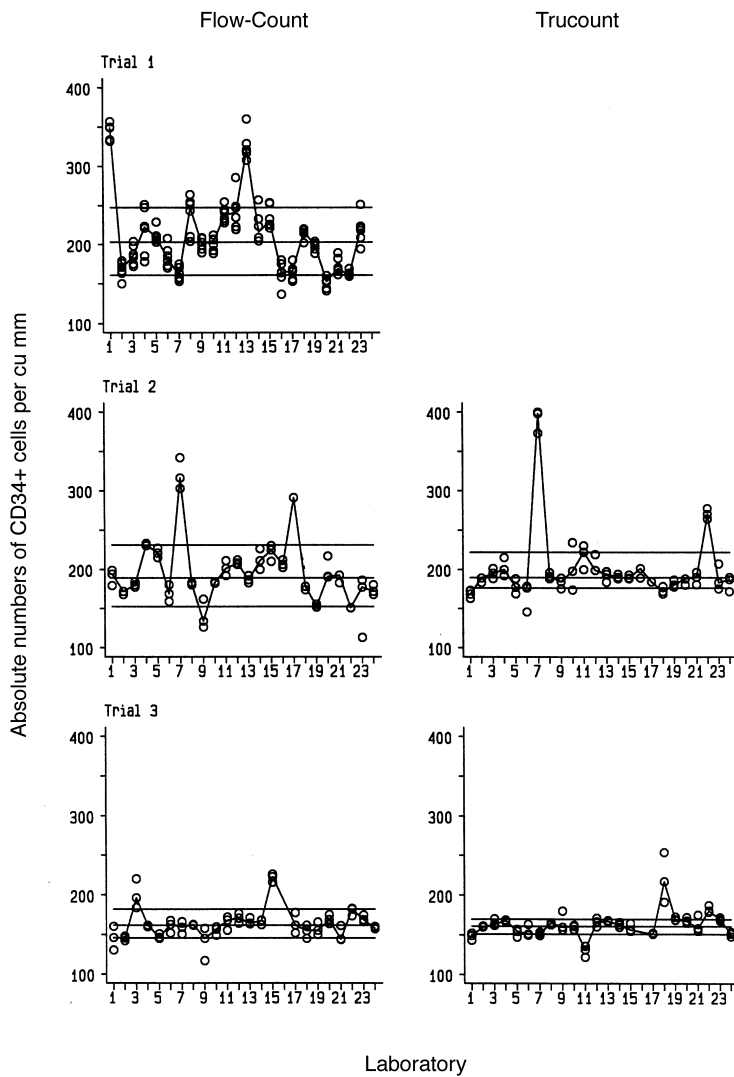 Flow-Count Trucount
Absolute numbers of CD34+ cells per cu mm
Trial 1
400
300
200
100
1 3 5 7 9 11 13 15 17 19 21 23
Trial 2
400 400
300 300
200 200
100 100
1 3 5 7 9 11 13 15 17 19 21 23 1 3 5 7 9 11 13 15 17 19 21 23
Trial 3
400 400
300 300
200 200
100 100
1 3 5 7 9 11 13 15 17 19 21 23 1 3 5 7 9 11 13 15 17 19 21 23
Laboratory